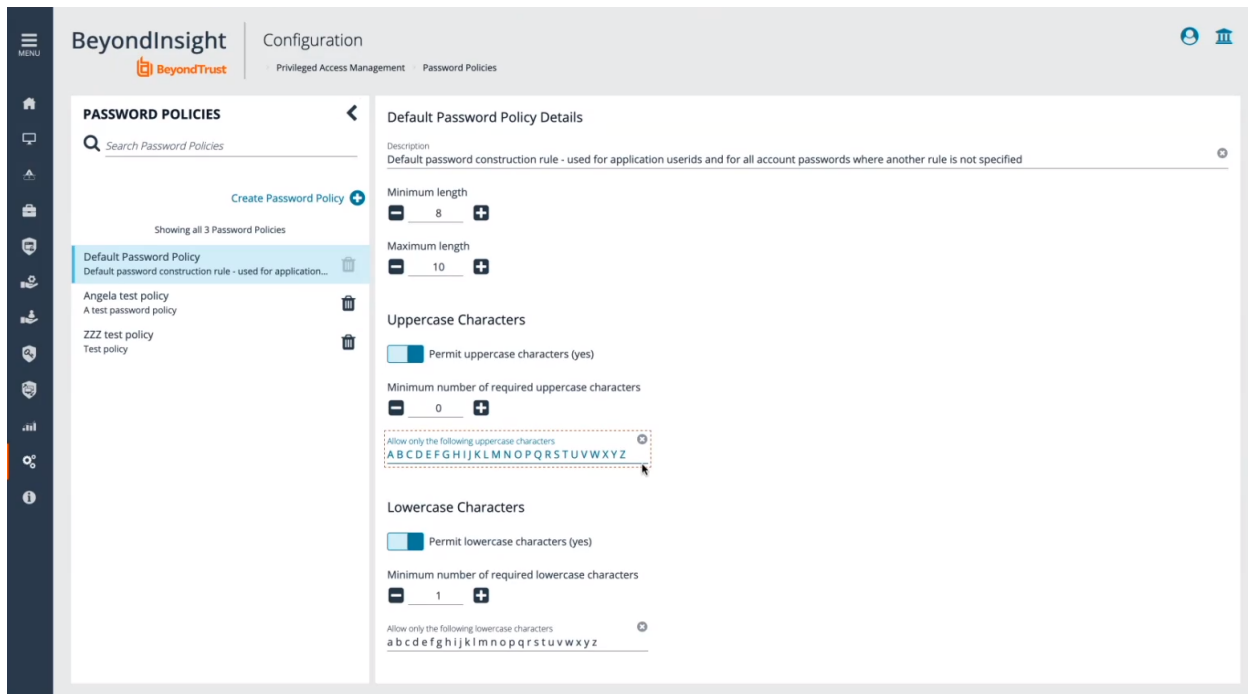 MENU
BeyondInsight
BeyondTrust
Configuration
Privileged Access Management
Password Policies
PASSWORD POLICIES
Search Password Policies
Create Password Policy
Showing all 3 Password Policies
Default Password Policy
Default password construction rule - used for application...
Angela test policy
A test password policy
ZZZ test policy
Test policy
Default Password Policy Details
Description
Default password construction rule - used for application userids and for all account passwords where another rule is not specified
Minimum length
8
Maximum length
10
Uppercase Characters
Permit uppercase characters (yes)
Minimum number of required uppercase characters
0
Allow only the following uppercase characters
A B C D E F G H I J K L M N O P Q R S T U V W X Y Z
Lowercase Characters
Permit lowercase characters (yes)
Minimum number of required lowercase characters
1
Allow only the following lowercase characters
a b c d e f g h i j k l m n o p q r s t u v w x y z